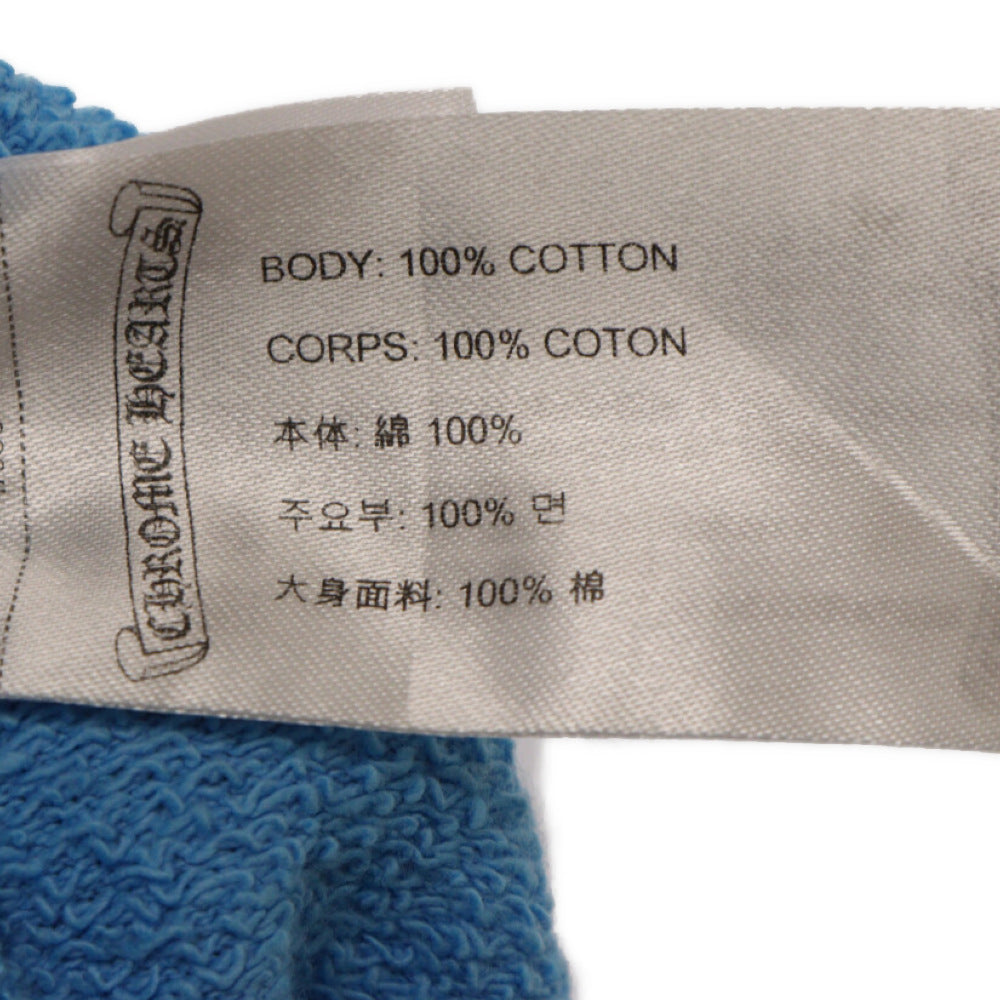 CHROME HEARTS
BODY: 100% COTTON
CORPS: 100% COTON
本体: 綿 100%
주요부: 100% 면
大身面料: 100% 棉